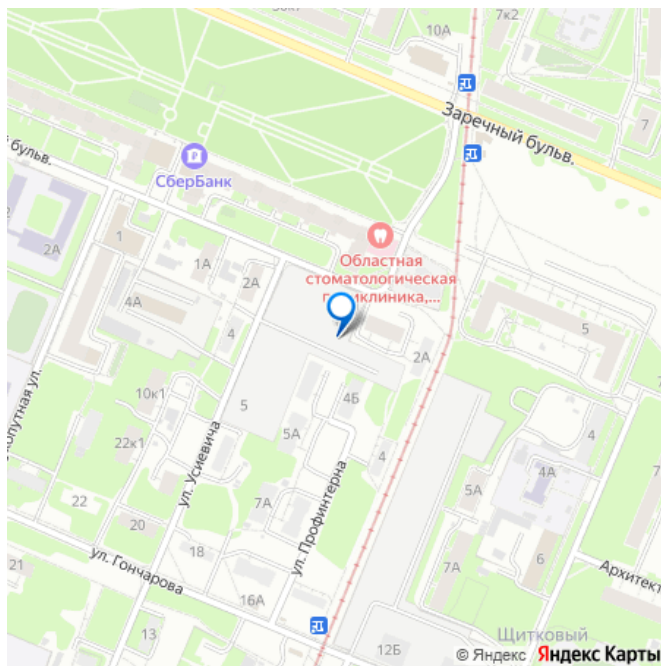 36к7
10А
7к2
Заречный бульв.
7
СберБанк
бульв.
2А
1
1А
2А
Областная
стоматологическая
4А
4
5
2А
10к1
5
4Б
5А
4
4
22к1
ул. Усиевича
ул. Профинтерна
4А
5А
7А
22
20
18
7А
6
ул. Гончарова
21
16А
Архитект
13
12Б
Щитковый
© Яндекс Яндекс Карты